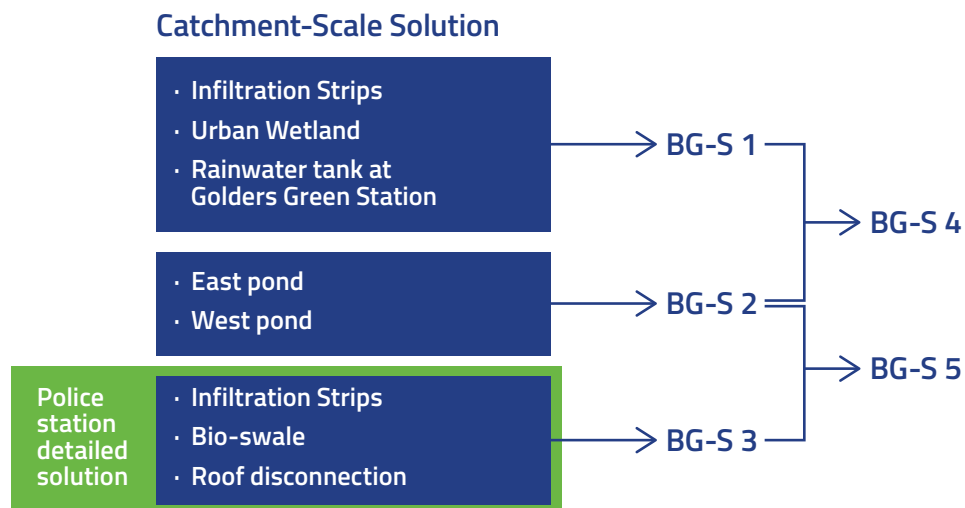 Catchment-Scale Solution
· Infiltration Strips
· Urban Wetland
· Rainwater tank at
Golders Green Station
BG-S 1
BG-S 4
· East pond
· West pond
BG-S 2
BG-S 5
Police
station
detailed
solution
· Infiltration Strips
· Bio-swale
· Roof disconnection
BG-S 3